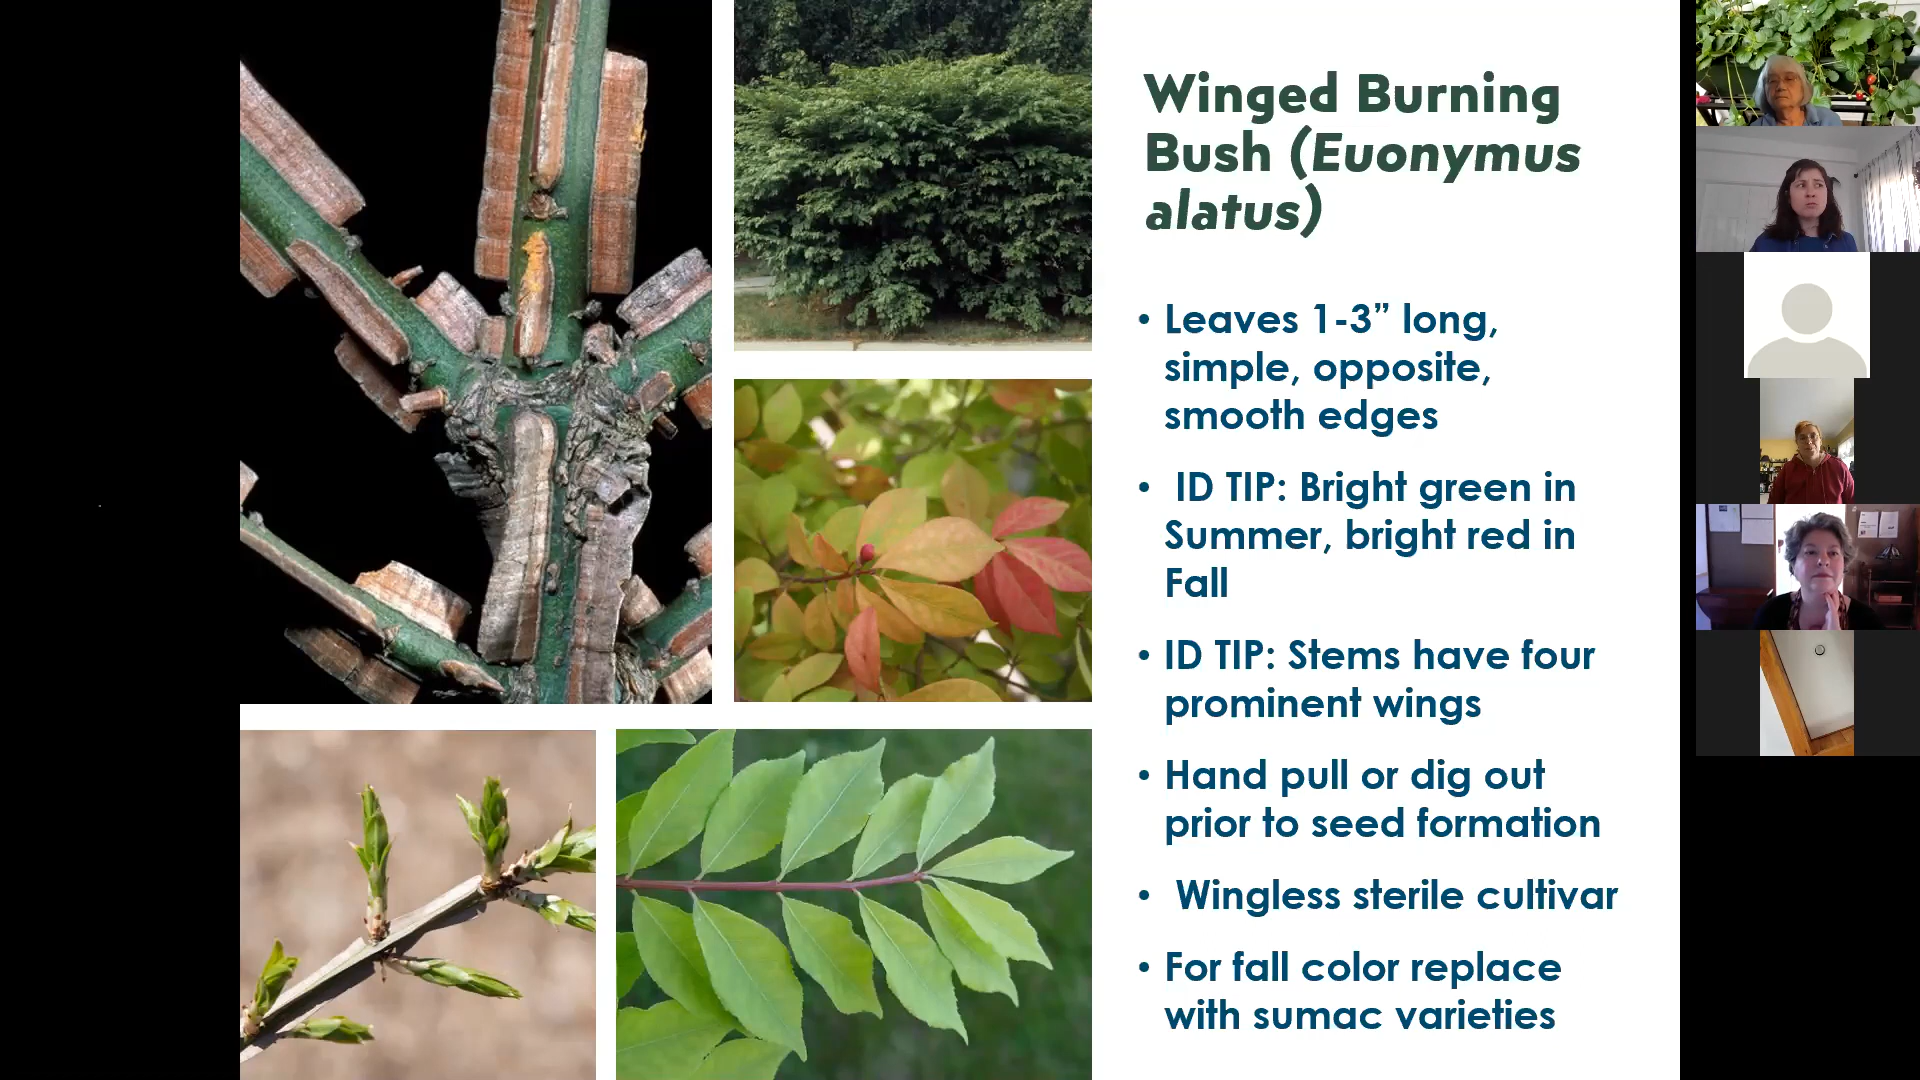 Winged Burning
Bush (Euonymus
alatus)
• Leaves 1-3” long,
simple, opposite,
smooth edges
• ID TIP: Bright green in
Summer, bright red in
Fall
• ID TIP: Stems have four
prominent wings
• Hand pull or dig out
prior to seed formation
• Wingless sterile cultivar
• For fall color replace
with sumac varieties